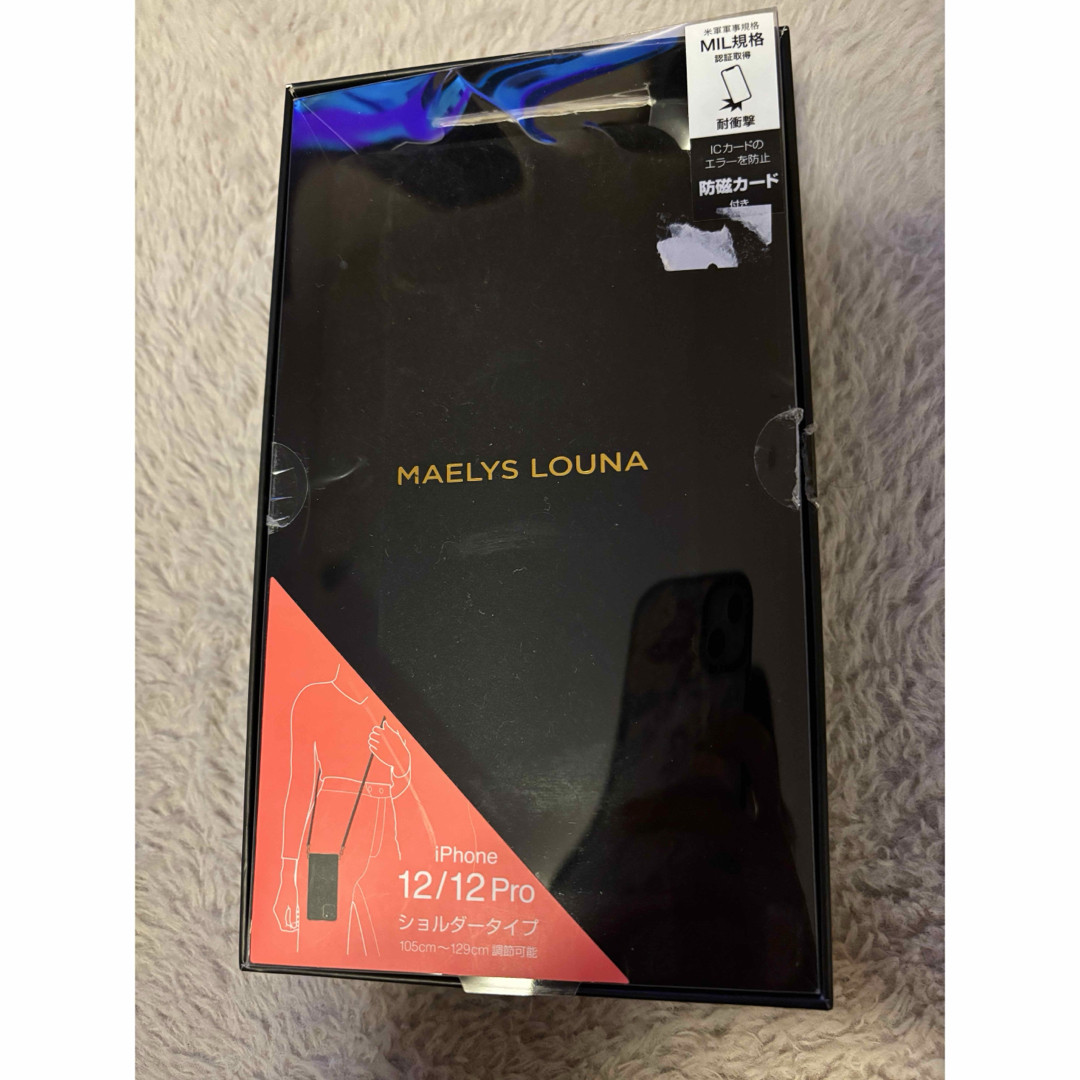 米軍軍事規格
MIL規格
認証取得
耐衝撃
ICカードの
エラーを防止
防磁カード
付き
MAELYS LOUNA
iPhone
12/12 Pro
ショルダータイプ
105cm～129cm 調節可能